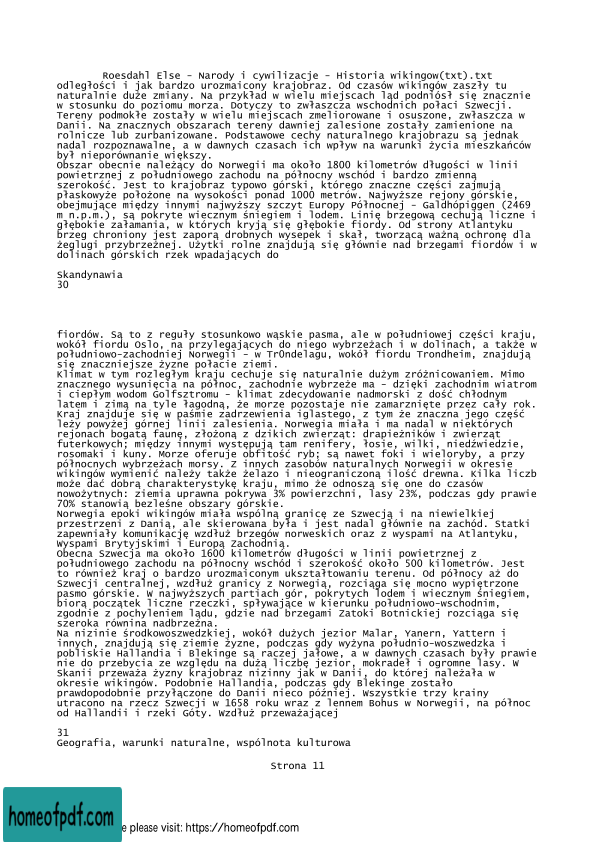 Roesdahl Else - Narody i cywilizacje - Historia wikingow(txt).txt
odległości i jak bardzo urozmaicony krajobraz. Od czasów wikingów zaszły tu
naturalnie duże zmiany. Na przykład w wielu miejscach ląd podniósł się znacznie
w stosunku do poziomu morza. Dotyczy to zwłaszcza wschodnich połaci Szwecji.
Tereny podmokłe zostały w wielu miejscach zmeliorowane i osuszone, zwłaszcza w
Danii. Na znacznych obszarach tereny dawniej zalesione zostały zamienione na
rolnicze lub zurbanizowane. Podstawowe cechy naturalnego krajobrazu są jednak
nadal rozpoznawalne, a w dawnych czasach ich wpływ na warunki życia mieszkańców
był nieporównanie większy.
Obszar obecnie należący do Norwegii ma około 1800 kilometrów długości w linii
powietrznej z południowego zachodu na północny wschód i bardzo zmienną
szerokość. Jest to krajobraz typowo górski, którego znaczne części zajmują
płaskowyże położone na wysokości ponad 1000 metrów. Najwyższe rejony górskie,
obejmujące między innymi najwyższy szczyt Europy Północnej - Galdhópiggen (2469
m n.p.m.), są pokryte wiecznym śniegiem i lodem. Linię brzegową cechują liczne i
głębokie załamania, w których kryją się głębokie fiordy. Od strony Atlantyku
brzeg chroniony jest zaporą drobnych wysepek i skał, tworzącą ważną ochronę dla
żeglugi przybrzeżnej. Użytki rolne znajdują się głównie nad brzegami fiordów i w
dolinach górskich rzek wpadających do
Skandynawia
30
fiordów. Są to z reguły stosunkowo wąskie pasma, ale w południowej części kraju,
wokół fiordu Oslo, na przylegających do niego wybrzeżach i w dolinach, a także w
południowo-zachodniej Norwegii - w TrOndelagu, wokół fiordu Trondheim, znajdują
się znaczniejsze żyzne połacie ziemi.
Klimat w tym rozległym kraju cechuje się naturalnie dużym zróżnicowaniem. Mimo
znacznego wysunięcia na północ, zachodnie wybrzeże ma - dzięki zachodnim wiatrom
i ciepłym wodom Golfsztromu - klimat zdecydowanie nadmorski z dość chłodnym
latem i zimą na tyle łagodną, że morze pozostaje nie zamarznięte przez cały rok.
Kraj znajduje się w paśmie zadrzewienia iglastego, z tym że znaczna jego część
leży powyżej górnej linii zalesienia. Norwegia miała i ma nadal w niektórych
rejonach bogatą faunę, złożoną z dzikich zwierząt: drapieżników i zwierząt
futerkowych; między innymi występują tam renifery, łosie, wilki, niedźwiedzie,
rosomaki i kuny. Morze oferuje obfitość ryb; są nawet foki i wieloryby, a przy
północnych wybrzeżach morsy. Z innych zasobów naturalnych Norwegii w okresie
wikingów wymienić należy także żelazo i nieograniczoną ilość drewna. Kilka liczb
może dać dobrą charakterystykę kraju, mimo że odnoszą się one do czasów
nowożytnych: ziemia uprawna pokrywa 3% powierzchni, lasy 23%, podczas gdy prawie
70% stanowią bezleśne obszary górskie.
Norwegia epoki wikingów miała wspólną granicę ze Szwecją i na niewielkiej
przestrzeni z Danią, ale skierowana była i jest nadal głównie na zachód. Statki
zapewniały komunikację wzdłuż brzegów norweskich oraz z wyspami na Atlantyku,
Wyspami Brytyjskimi i Europą Zachodnią.
Obecna Szwecja ma około 1600 kilometrów długości w linii powietrznej z
południowego zachodu na północny wschód i szerokość około 500 kilometrów. Jest
to również kraj o bardzo urozmaiconym ukształtowaniu terenu. Od północy aż do
Szwecji centralnej, wzdłuż granicy z Norwegią, rozciąga się mocno wypiętrzone
pasmo górskie. W najwyższych partiach gór, pokrytych lodem i wiecznym śniegiem,
biorą początek liczne rzeczki, spływające w kierunku południowo-wschodnim,
zgodnie z pochyleniem lądu, gdzie nad brzegami Zatoki Botnickiej rozciąga się
szeroka równina nadbrzeżna.
Na nizinie środkowoszwedzkiej, wokół dużych jezior Malar, Yanern, Yattern i
innych, znajdują się ziemie żyzne, podczas gdy wyżyna południo-woszwedzka i
pobliskie Hallandia i Blekinge są raczej jałowe, a w dawnych czasach były prawie
nie do przebycia ze względu na dużą liczbę jezior, mokradeł i ogromne lasy. W
Skanii przeważa żyzny krajobraz nizinny jak w Danii, do której należała w
okresie wikingów. Podobnie Hallandia, podczas gdy Blekinge zostało
prawdopodobnie przyłączone do Danii nieco później. Wszystkie trzy krainy
utracono na rzecz Szwecji w 1658 roku wraz z lennem Bohus w Norwegii, na północ
od Hallandii i rzeki Góty. Wzdłuż przeważającej
31
Geografia, warunki naturalne, wspólnota kulturowa
Strona 11
homeofpdf.com
e please visit: https://homeofpdf.com